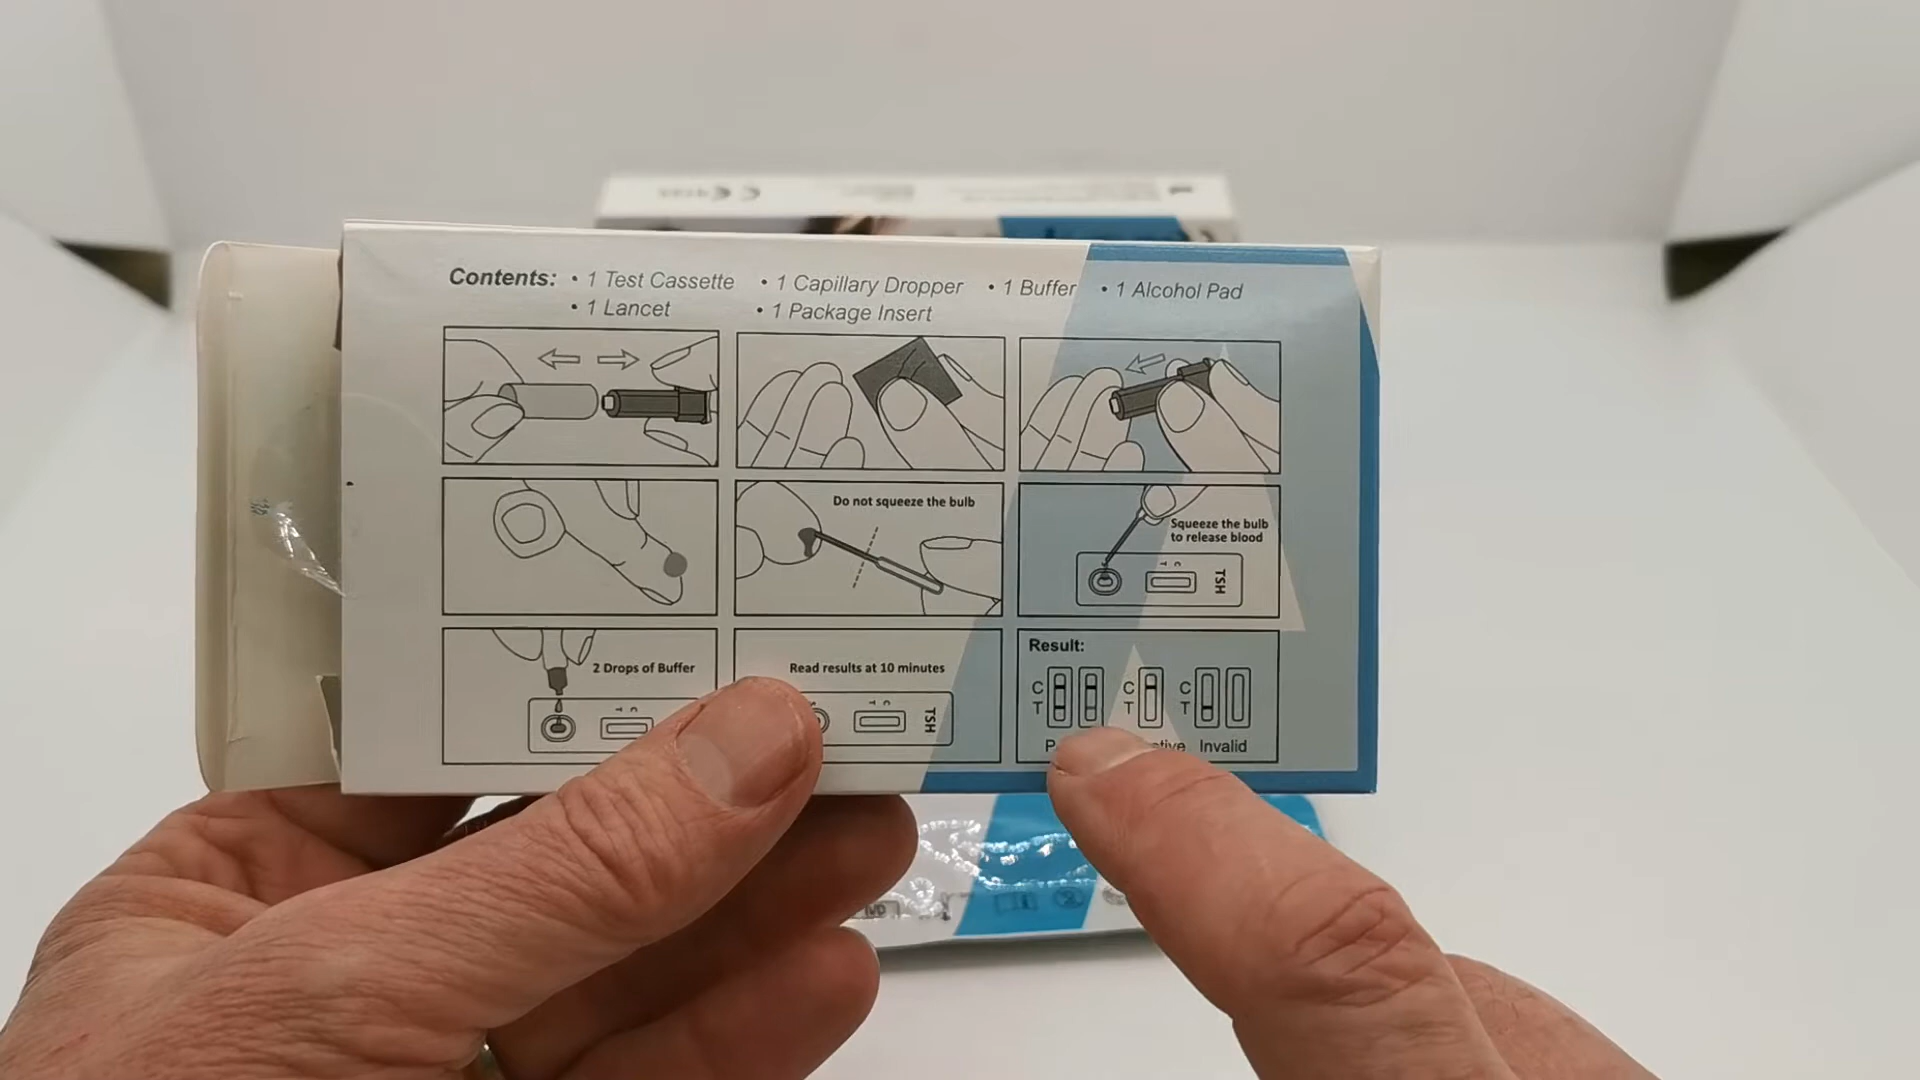 Contents: • 1 Test Cassette • 1 Capillary Dropper • 1 Buffer • 1 Alcohol Pad
• 1 Lancet • 1 Package Insert
Do not squeeze the bulb
Squeeze the bulb
to release blood
T C
TSH
2 Drops of Buffer
T C
Read results at 10 minutes
T C
TSH
Result:
C C C
T T T
Invalid
IVD